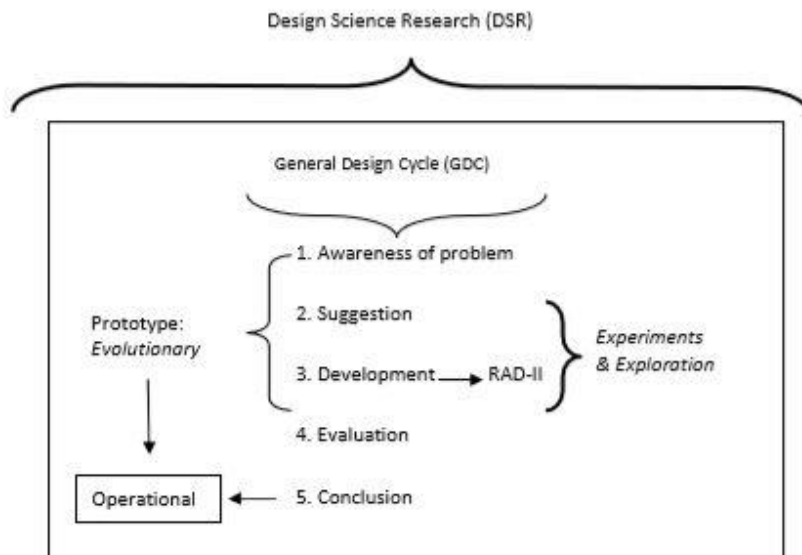 Design Science Research (DSR)
General Design Cycle (GDC)
1. Awareness of problem
2. Suggestion
Prototype:
Evolutionary
3. Development
RAD-II
Experiments
& Exploration
4. Evaluation
5. Conclusion
Operational